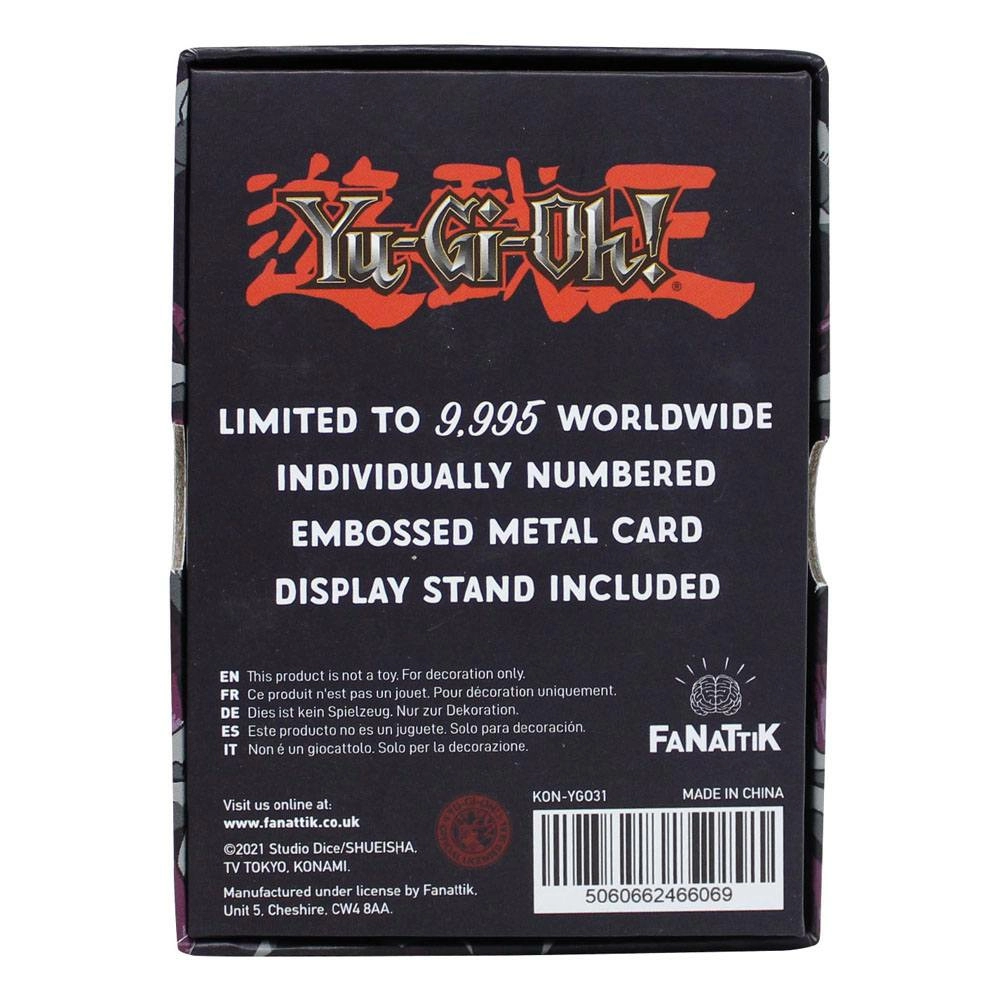 遊戯王
Yu-Gi-Oh!®
LIMITED TO 9,995 WORLDWIDE
INDIVIDUALLY NUMBERED
EMBOSSED METAL CARD
DISPLAY STAND INCLUDED
EN This product is not a toy. For decoration only.
FR Ce produit n'est pas un jouet. Pour décoration uniquement.
DE Dies ist kein Spielzeug. Nur zur Dekoration.
ES Este producto no es un juguete. Solo para decoración.
IT Non é un giocattolo. Solo per la decorazione.
FANATTIK
Visit us online at:
www.fanattik.co.uk
©2021 Studio Dice/SHUEISHA,
TV TOKYO, KONAMI.
Manufactured under license by Fanattik,
Unit 5, Cheshire, CW4 8AA.
KON-YGO31 MADE IN CHINA
5060662466069